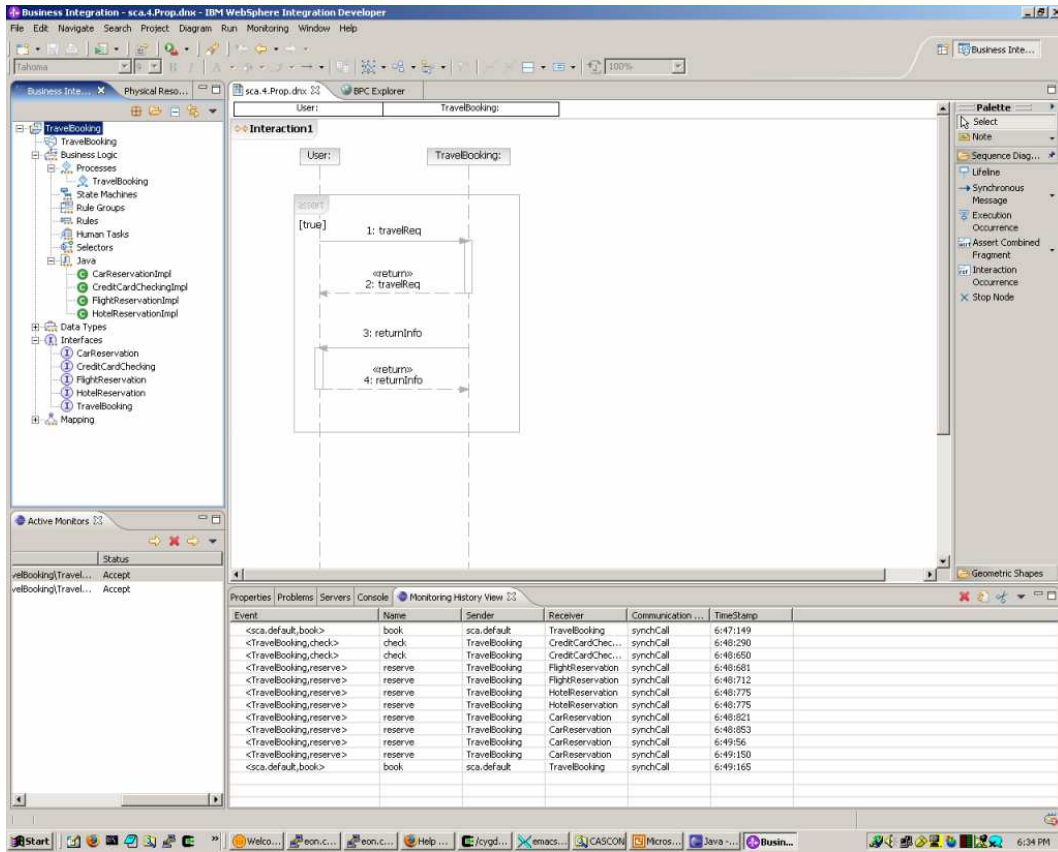 Business Integration - sca.4.Prop.dnx - IBM WebSphere Integration Developer
File Edit Navigate Search Project Diagram Run Monitoring Window Help
Business Inte...
Tahoma 9 B I A 100%
Business Inte... Physical Reso...
sca.4.Prop.dnx BPC Explorer
User: TravelBooking:
Interaction1
User: TravelBooking:
assert
[true]
1: travelReq
«return»
2: travelReq
3: returnInfo
«return»
4: returnInfo
TravelBooking
TravelBooking
Business Logic
Processes
TravelBooking
State Machines
Rule Groups
Rules
Human Tasks
Selectors
Java
CarReservationImpl
CreditCardCheckingImpl
FlightReservationImpl
HotelReservationImpl
Data Types
Interfaces
CarReservation
CreditCardChecking
FlightReservation
HotelReservation
TravelBooking
Mapping
Palette
Select
Note
Sequence Diag...
Lifeline
Synchronous Message
Execution Occurrence
Assert Combined Fragment
Interaction Occurrence
Stop Node
Geometric Shapes
Active Monitors
Status
velBooking\Travel... Accept
velBooking\Travel... Accept
Properties Problems Servers Console Monitoring History View
Event Name Sender Receiver Communication ... TimeStamp
<sca.default,book> book sca.default TravelBooking synchCall 6:47:149
<TravelBooking,check> check TravelBooking CreditCardChec... synchCall 6:48:290
<TravelBooking,check> check TravelBooking CreditCardChec... synchCall 6:48:650
<TravelBooking,reserve> reserve TravelBooking FlightReservation synchCall 6:48:681
<TravelBooking,reserve> reserve TravelBooking FlightReservation synchCall 6:48:712
<TravelBooking,reserve> reserve TravelBooking HotelReservation synchCall 6:48:775
<TravelBooking,reserve> reserve TravelBooking HotelReservation synchCall 6:48:775
<TravelBooking,reserve> reserve TravelBooking CarReservation synchCall 6:48:821
<TravelBooking,reserve> reserve TravelBooking CarReservation synchCall 6:48:853
<TravelBooking,reserve> reserve TravelBooking CarReservation synchCall 6:49:56
<TravelBooking,reserve> reserve TravelBooking CarReservation synchCall 6:49:150
<sca.default,book> book sca.default TravelBooking synchCall 6:49:165
Start Welco... eon.c... eon.c... Help ... /cygd... emacs... CASCON Micros... Java -... Busin... 6:34 PM